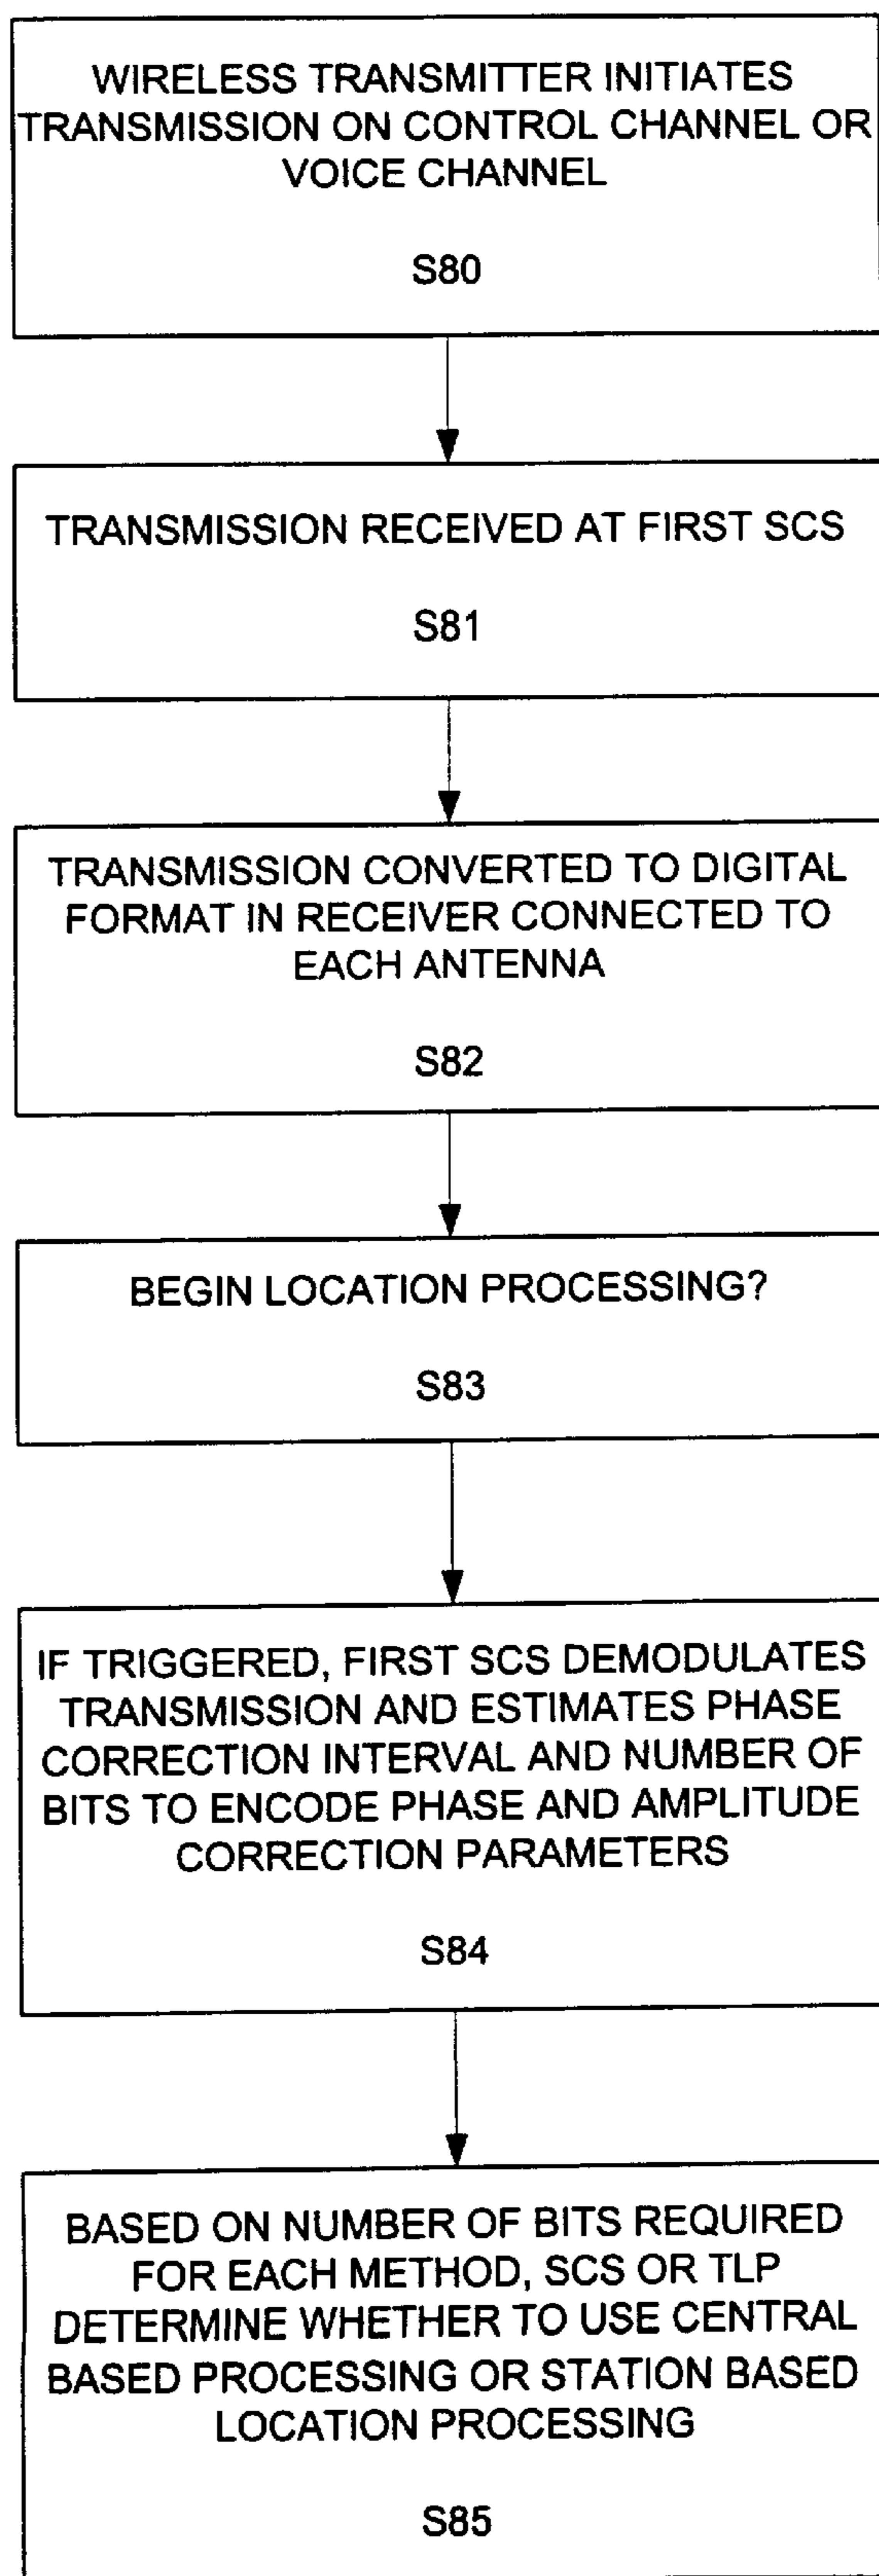 WIRELESS TRANSMITTER INITIATES
TRANSMISSION ON CONTROL CHANNEL OR
VOICE CHANNEL
S80
TRANSMISSION RECEIVED AT FIRST SCS
S81
TRANSMISSION CONVERTED TO DIGITAL
FORMAT IN RECEIVER CONNECTED TO
EACH ANTENNA
S82
BEGIN LOCATION PROCESSING?
S83
IF TRIGGERED, FIRST SCS DEMODULATES
TRANSMISSION AND ESTIMATES PHASE
CORRECTION INTERVAL AND NUMBER OF
BITS TO ENCODE PHASE AND AMPLITUDE
CORRECTION PARAMETERS
S84
BASED ON NUMBER OF BITS REQUIRED
FOR EACH METHOD, SCS OR TLP
DETERMINE WHETHER TO USE CENTRAL
BASED PROCESSING OR STATION BASED
LOCATION PROCESSING
S85